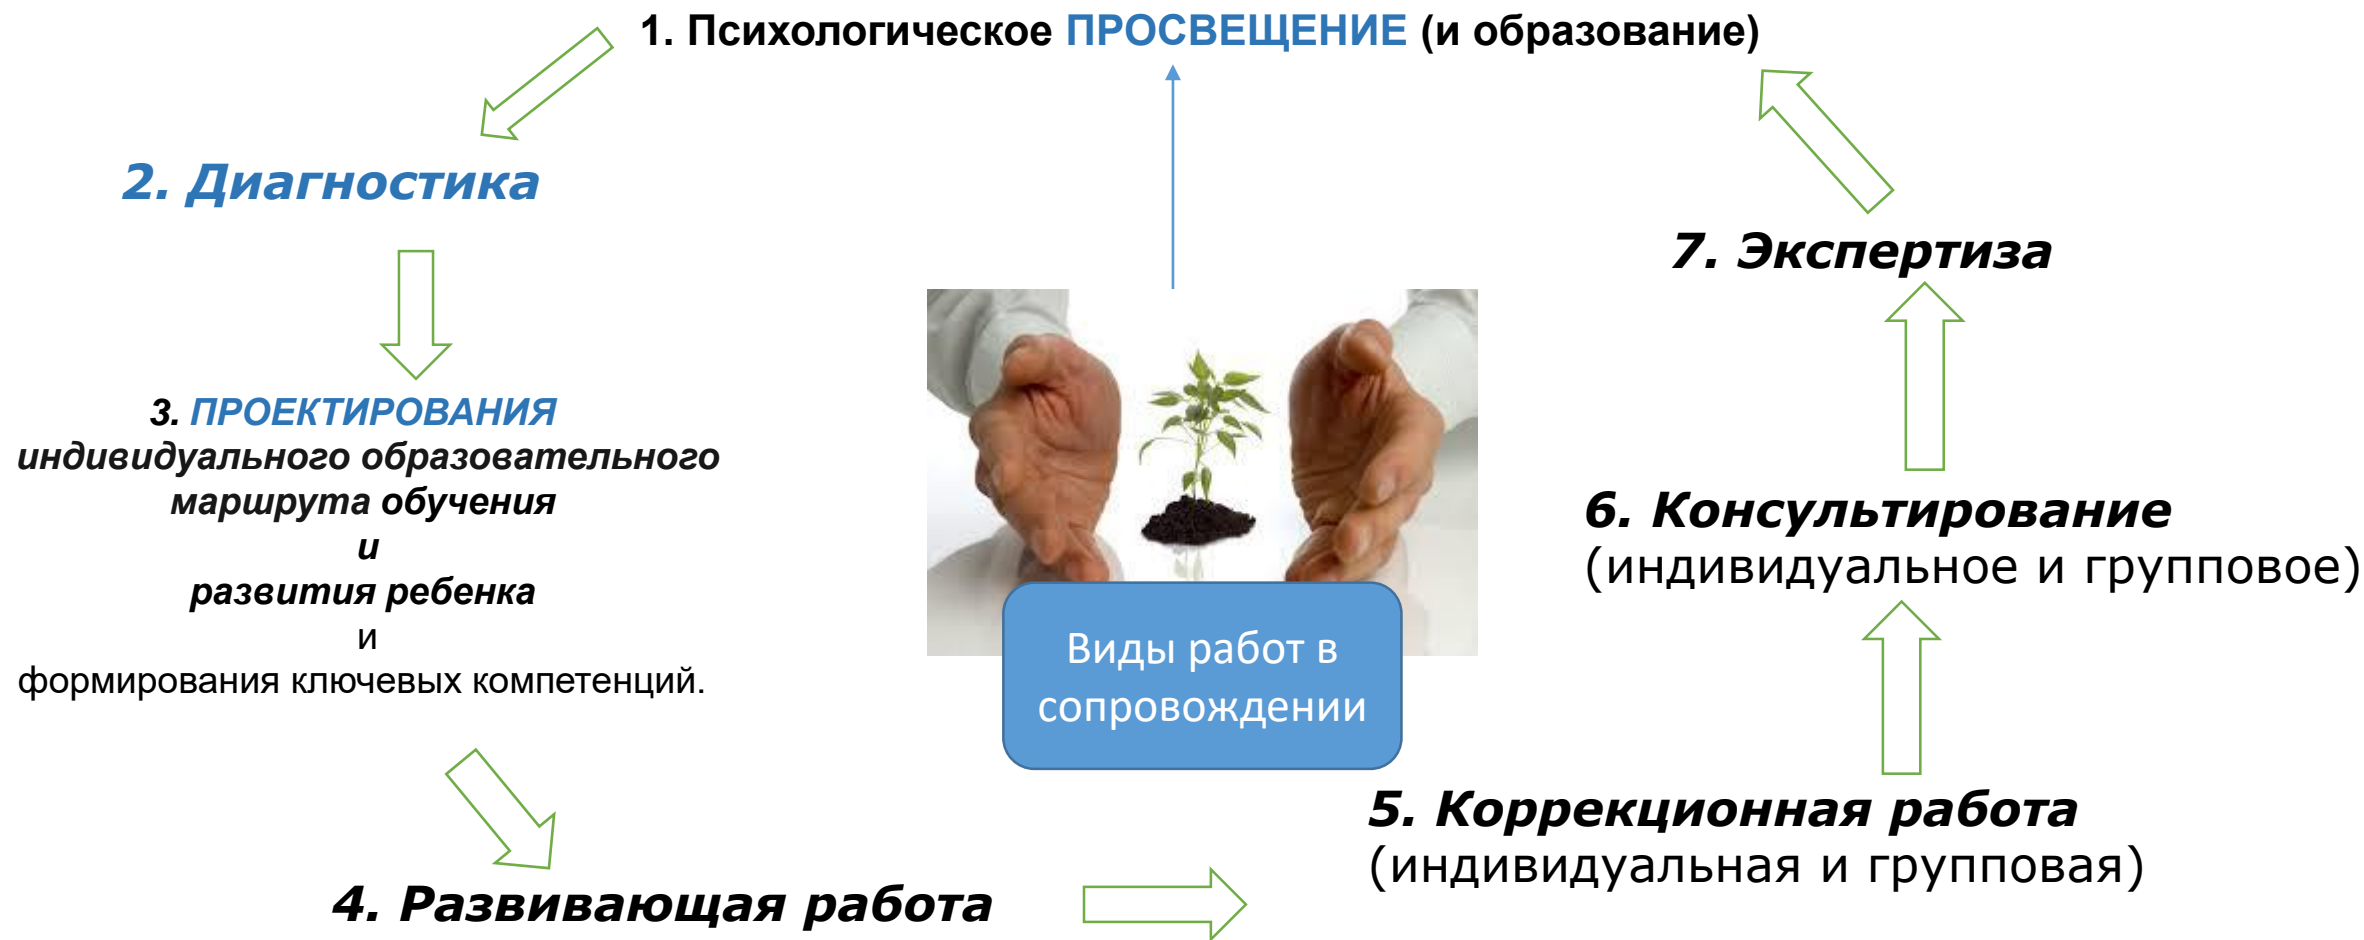 1. Психологическое ПРОСВЕЩЕНИЕ (и образование)
2. Диагностика
3. ПРОЕКТИРОВАНИЯ
индивидуального образовательного
маршрута обучения
и
развития ребенка
и
формирования ключевых компетенций.
4. Развивающая работа
5. Коррекционная работа
(индивидуальная и групповая)
6. Консультирование
(индивидуальное и групповое)
7. Экспертиза
Виды работ в
сопровождении